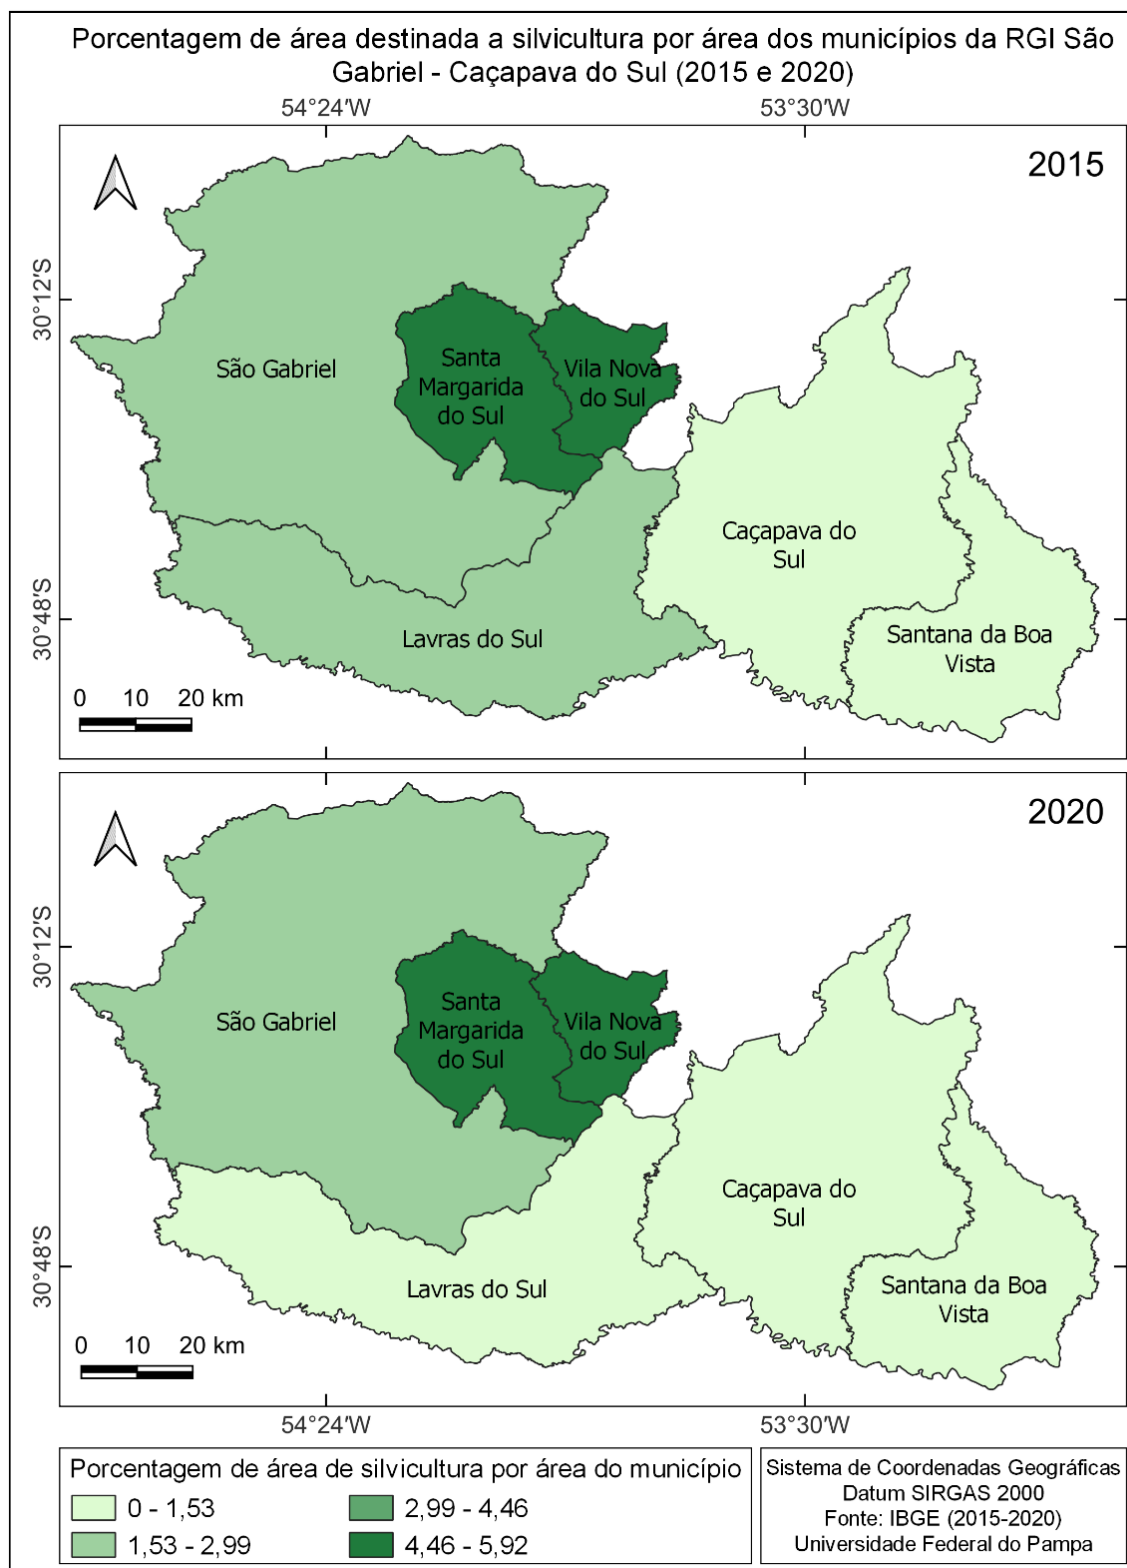 Porcentagem de área destinada a silvicultura por área dos municípios da RGI São
Gabriel - Caçapava do Sul (2015 e 2020)
54°24′W
53°30′W
2015
30°12′S
São Gabriel
Santa
Margarida
do Sul
Vila Nova
do Sul
Caçapava do
Sul
30°48′S
Lavras do Sul
Santana da Boa
Vista
0 10 20 km
2020
30°12′S
São Gabriel
Santa
Margarida
do Sul
Vila Nova
do Sul
Caçapava do
Sul
30°48′S
Lavras do Sul
Santana da Boa
Vista
0 10 20 km
54°24′W
53°30′W
Porcentagem de área de silvicultura por área do município
0 - 1,53
2,99 - 4,46
1,53 - 2,99
4,46 - 5,92
Sistema de Coordenadas Geográficas
Datum SIRGAS 2000
Fonte: IBGE (2015-2020)
Universidade Federal do Pampa